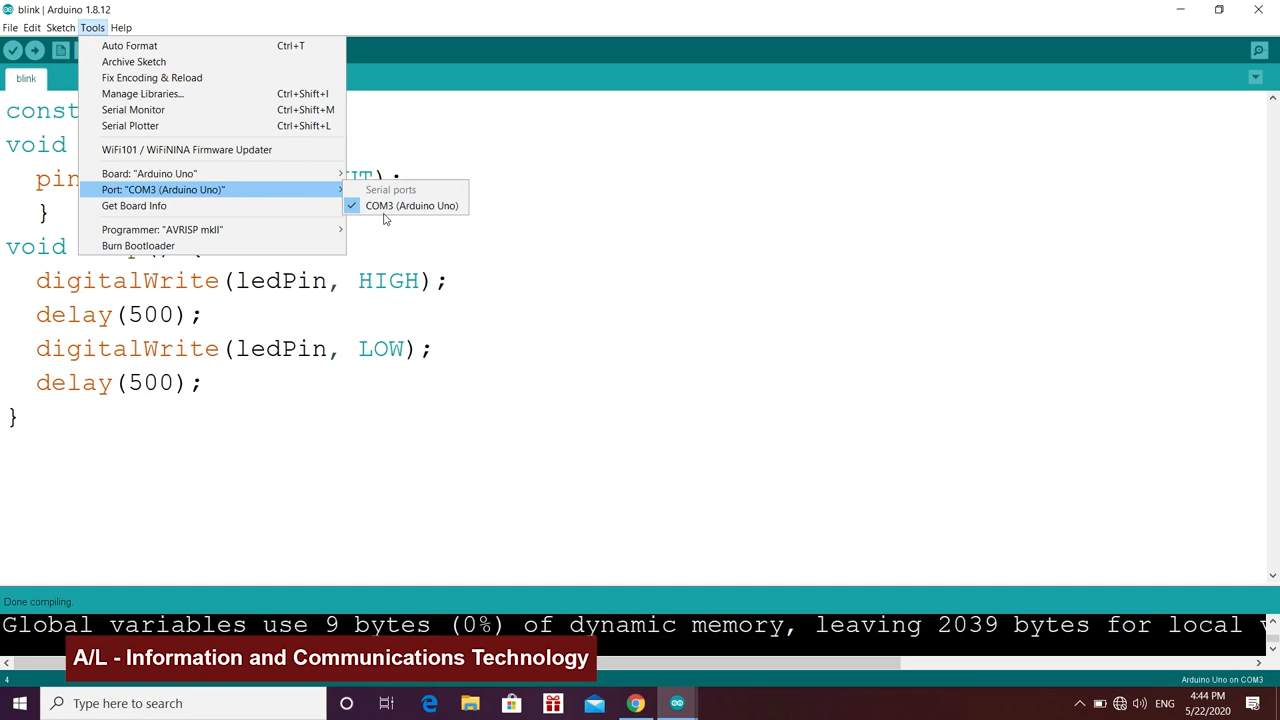 blink | Arduino 1.8.12
File Edit Sketch Tools Help
blink
Auto Format Ctrl+T
Archive Sketch
Fix Encoding & Reload
Manage Libraries... Ctrl+Shift+I
Serial Monitor Ctrl+Shift+M
Serial Plotter Ctrl+Shift+L
WiFi101 / WiFiNINA Firmware Updater
Board: "Arduino Uno"
Port: "COM3 (Arduino Uno)"
Get Board Info
Programmer: "AVRISP mkII"
Burn Bootloader
Serial ports
COM3 (Arduino Uno)
const
void
pin
}
void
digitalWrite(ledPin, HIGH);
delay(500);
digitalWrite(ledPin, LOW);
delay(500);
}
Done compiling.
Global variables use 9 bytes (0%) of dynamic memory, leaving 2039 bytes for local
A/L - Information and Communications Technology
4 Arduino Uno on COM3
Type here to search
ENG
4:44 PM
5/22/2020